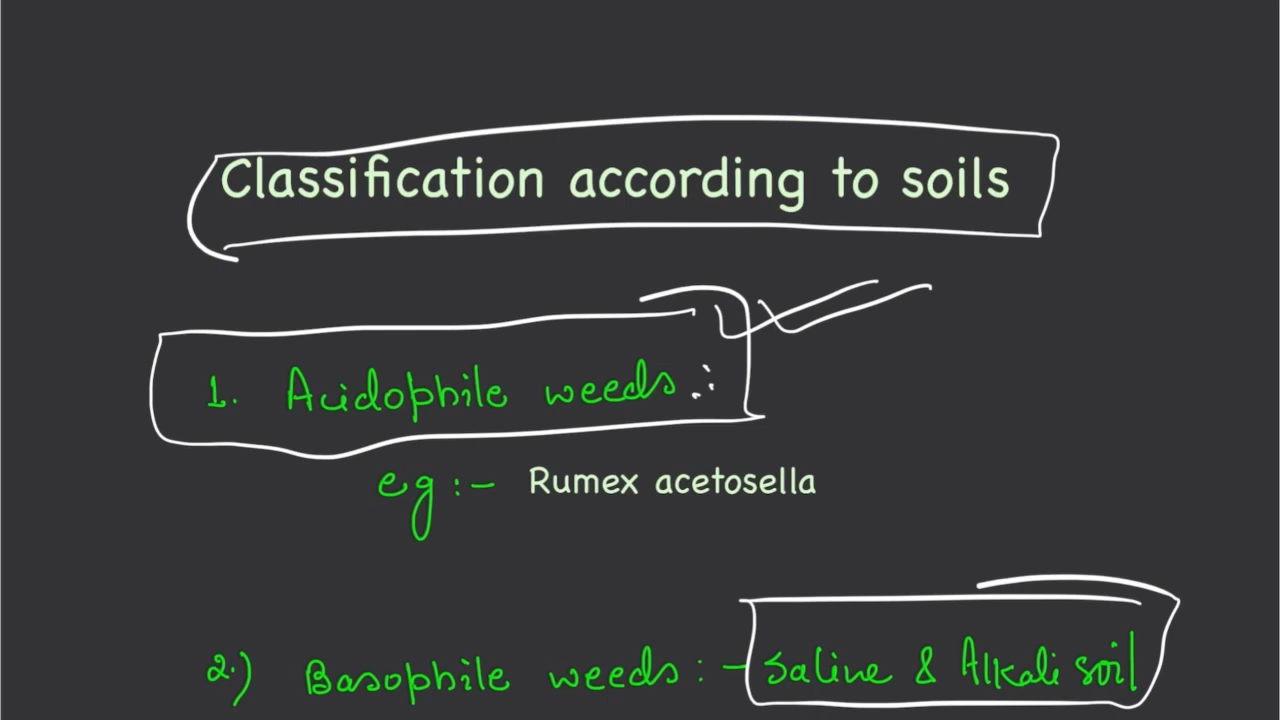 Classification according to soils
1. Acidophile weeds :
eg :- Rumex acetosella
2.) Basophile weeds :- Saline & Alkali soil